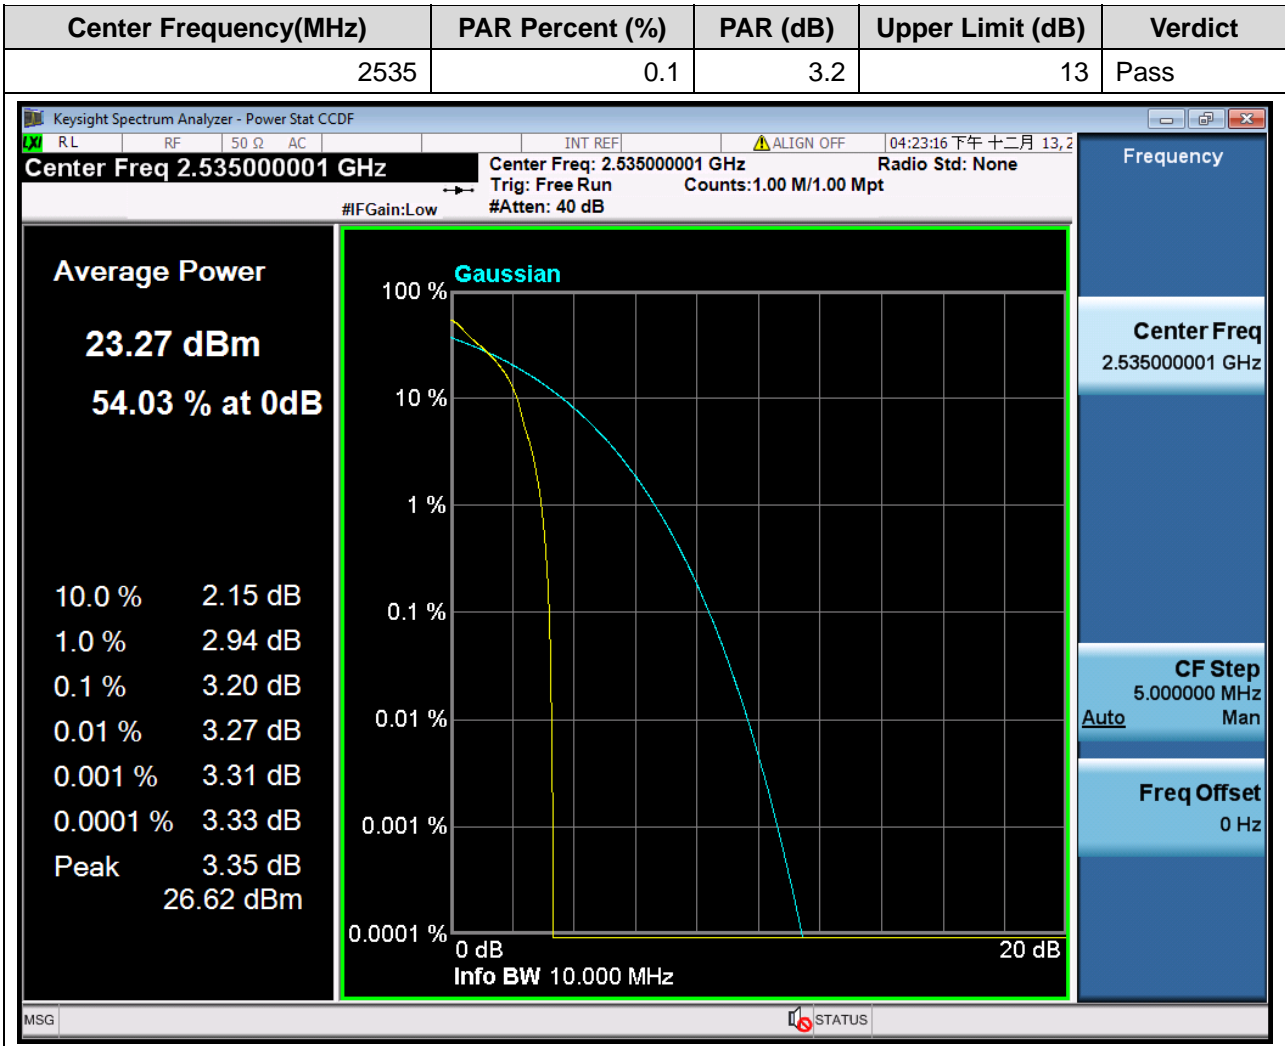 Center Frequency(MHz) PAR Percent (%) PAR (dB) Upper Limit (dB) Verdict
2535 0.1 3.2 13 Pass
Keysight Spectrum Analyzer - Power Stat CCDF
LXI RL RF 50 Ω AC INT REF ALIGN OFF 04:23:16 下午 十二月 13, 2
Center Freq 2.535000001 GHz
Center Freq: 2.535000001 GHz Radio Std: None
Trig: Free Run Counts:1.00 M/1.00 Mpt
#IFGain:Low #Atten: 40 dB
Frequency
Average Power
23.27 dBm
54.03 % at 0dB
10.0 % 2.15 dB
1.0 % 2.94 dB
0.1 % 3.20 dB
0.01 % 3.27 dB
0.001 % 3.31 dB
0.0001 % 3.33 dB
Peak 3.35 dB
26.62 dBm
Gaussian
100 %
10 %
1 %
0.1 %
0.01 %
0.001 %
0.0001 %
0 dB 20 dB
Info BW 10.000 MHz
Center Freq
2.535000001 GHz
CF Step
5.000000 MHz
Auto Man
Freq Offset
0 Hz
MSG STATUS